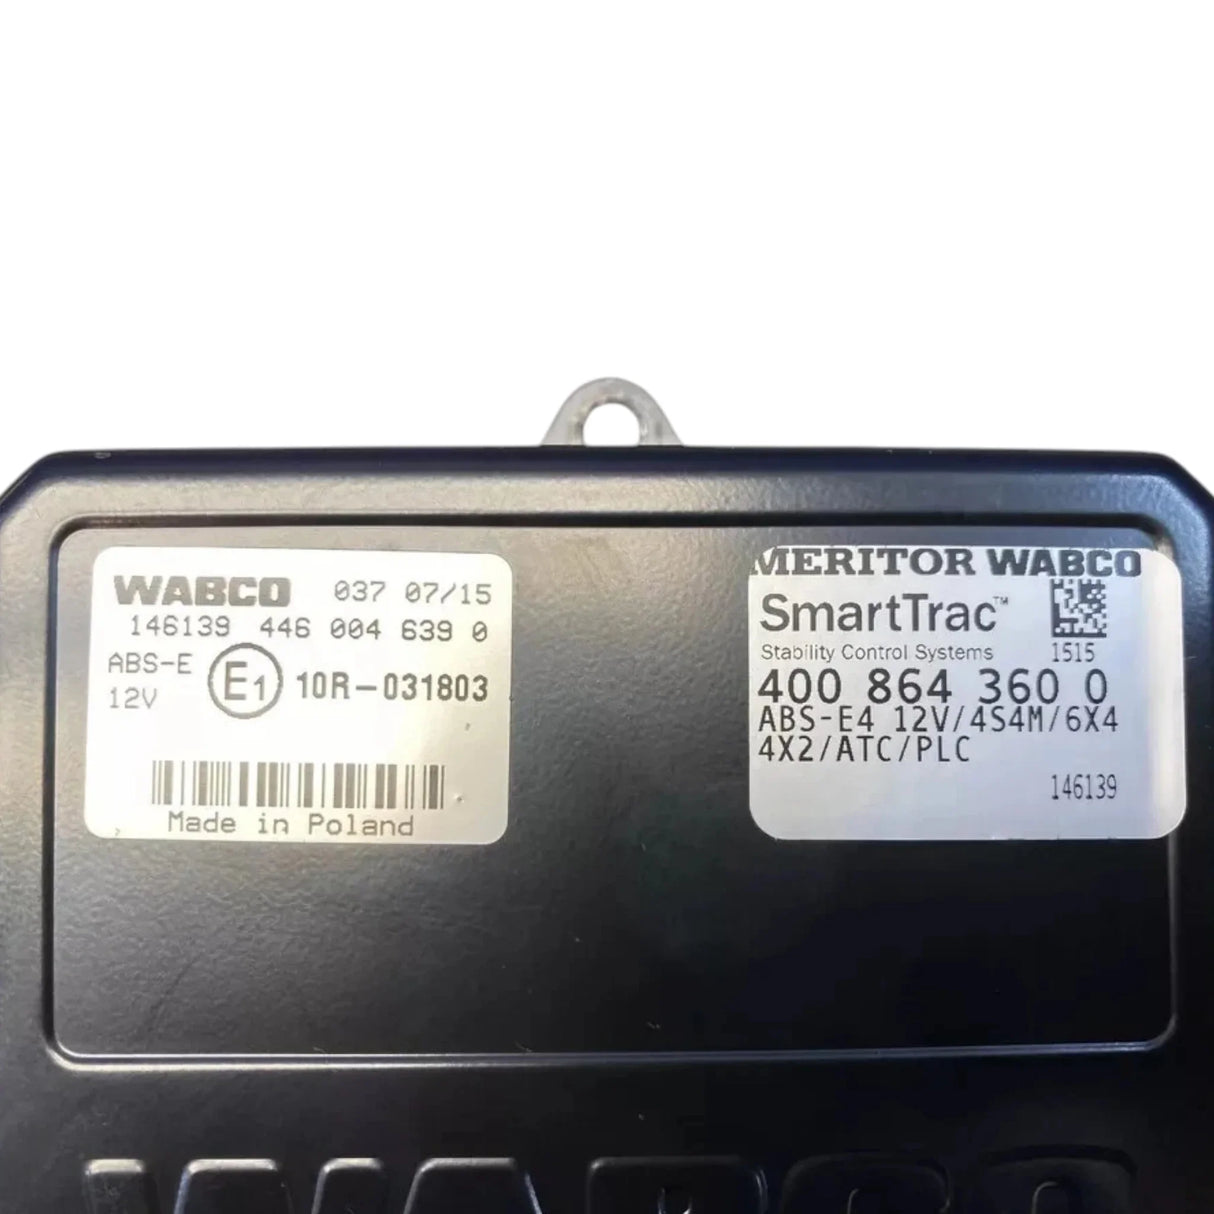 WABCO 037 07/15
146139 446 004 639 0
ABS-E
12V
E1 10R-031803
Made in Poland
MERITOR WABCO
SmartTrac™
Stability Control Systems 1515
400 864 360 0
ABS-E4 12V/4S4M/6X4
4X2/ATC/PLC
146139
WABCO